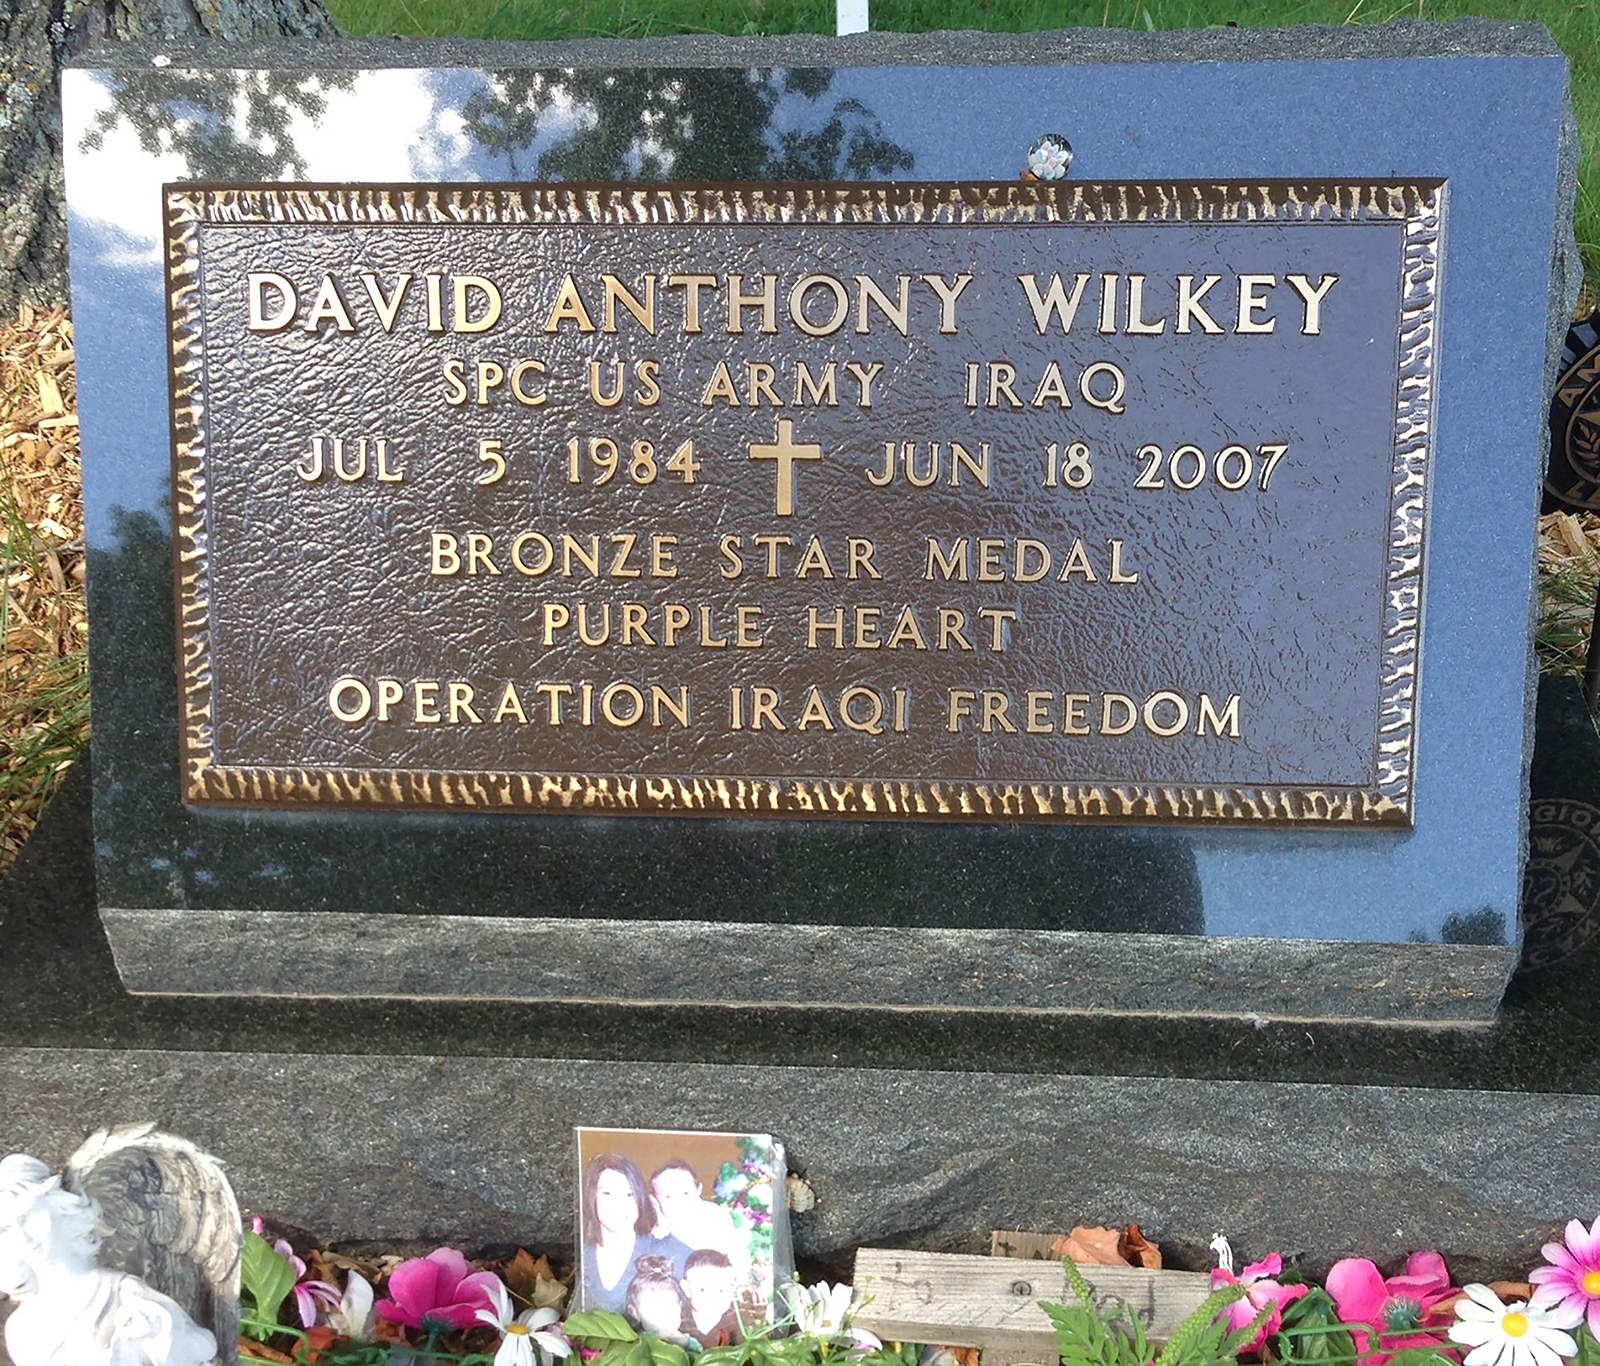 DAVID ANTHONY WILKEY
SPC US ARMY IRAQ
JUL 5 1984 JUN 18 2007
BRONZE STAR MEDAL
PURPLE HEART
OPERATION IRAQI FREEDOM